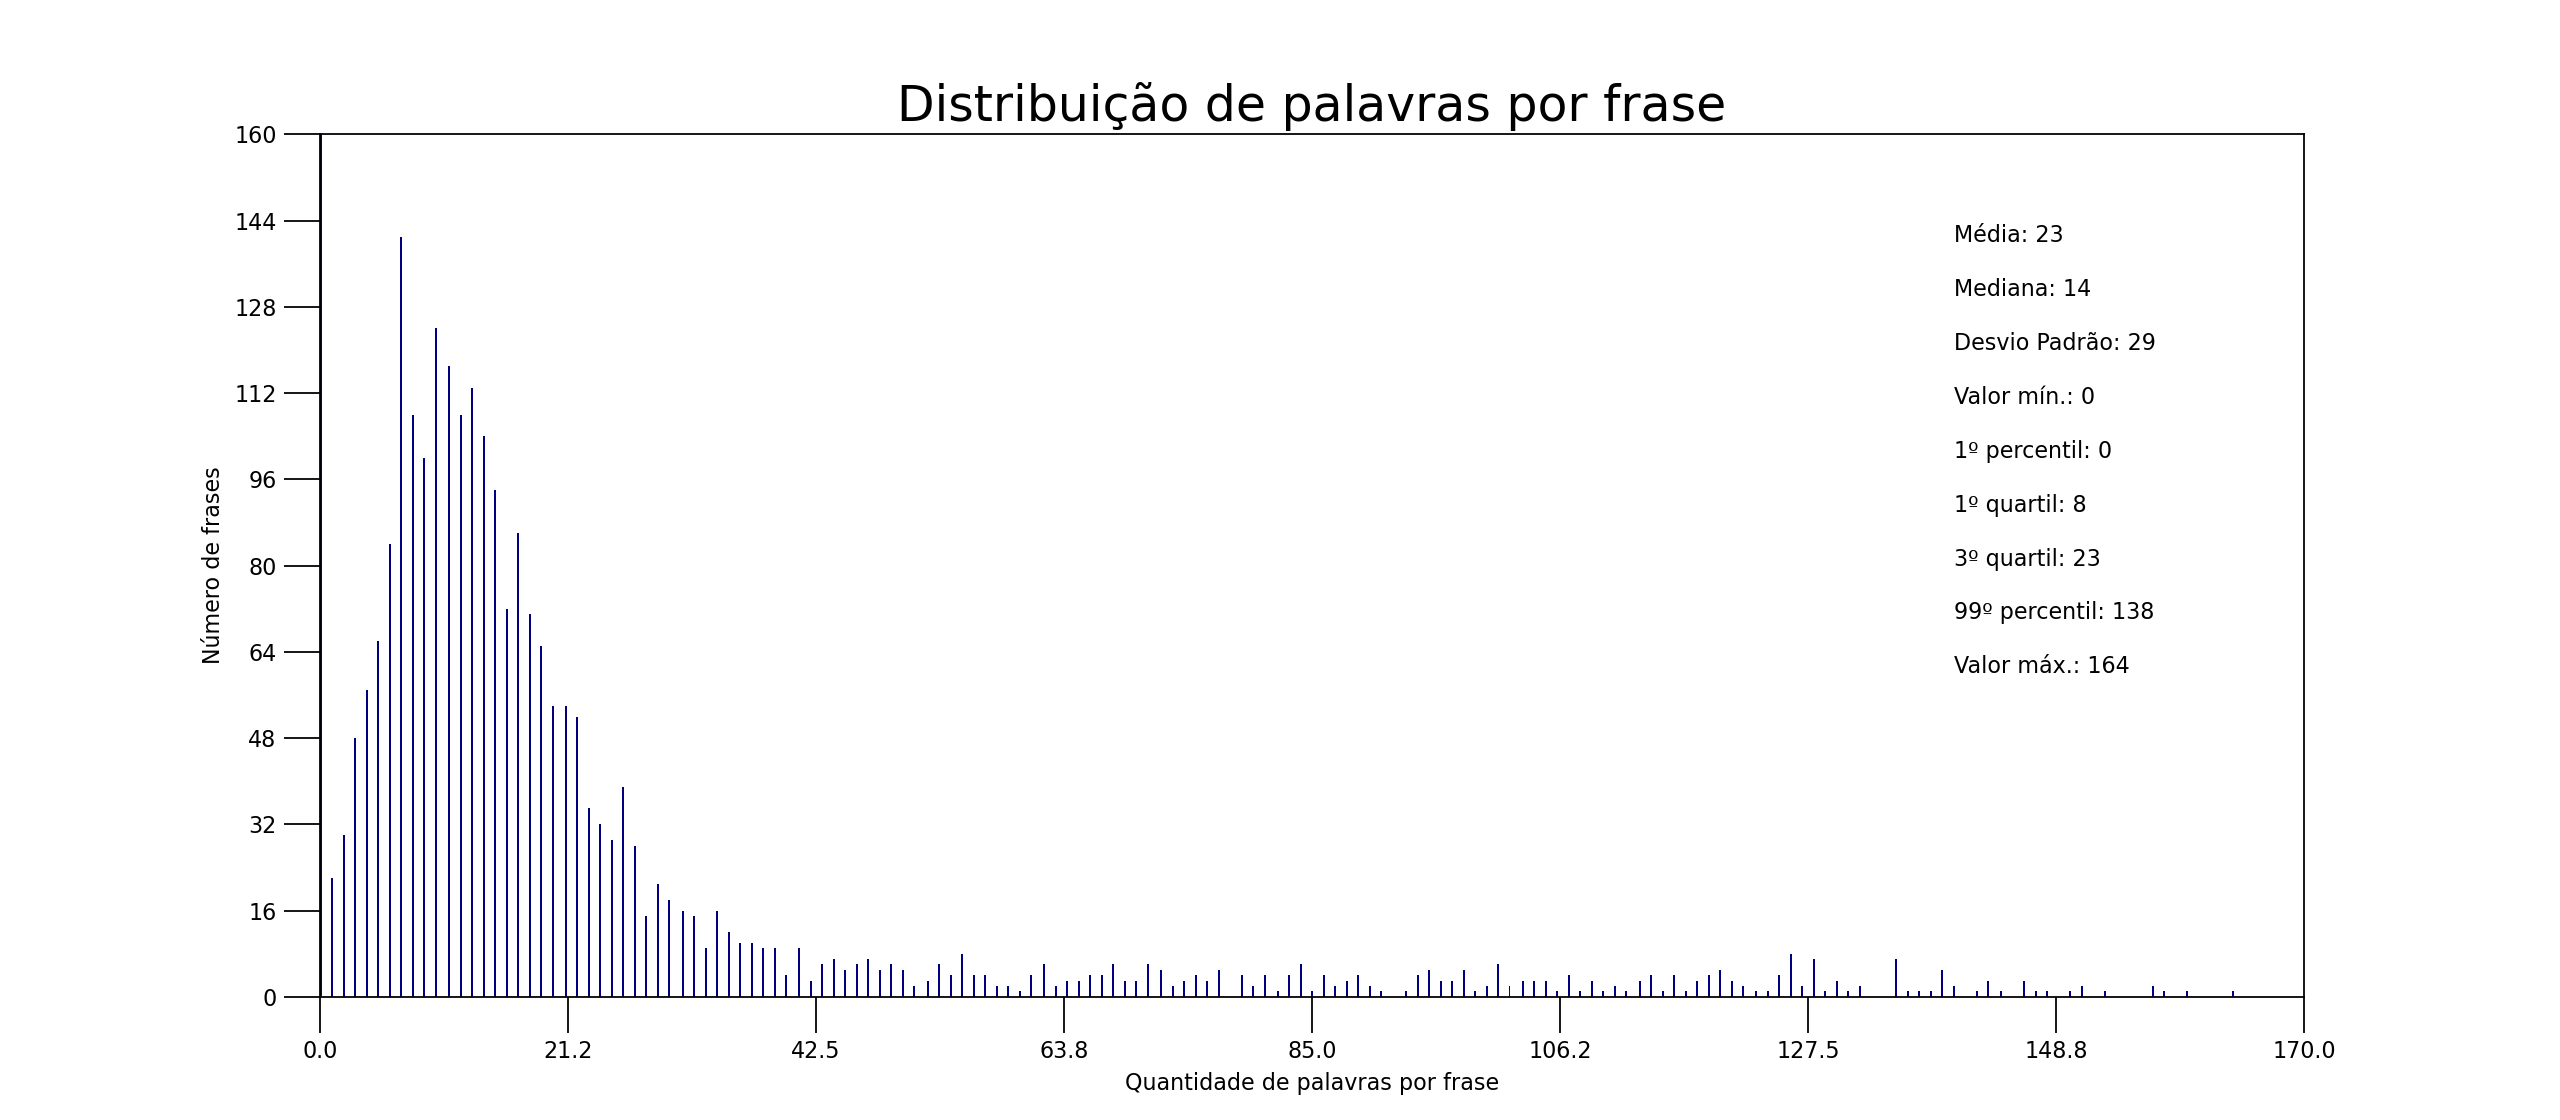 Distribuição de palavras por frase
160
144
128
112
96
80
64
48
32
16
0
Número de frases
Média: 23
Mediana: 14
Desvio Padrão: 29
Valor mín.: 0
1º percentil: 0
1º quartil: 8
3º quartil: 23
99º percentil: 138
Valor máx.: 164
0.0 21.2 42.5 63.8 85.0 106.2 127.5 148.8 170.0
Quantidade de palavras por frase